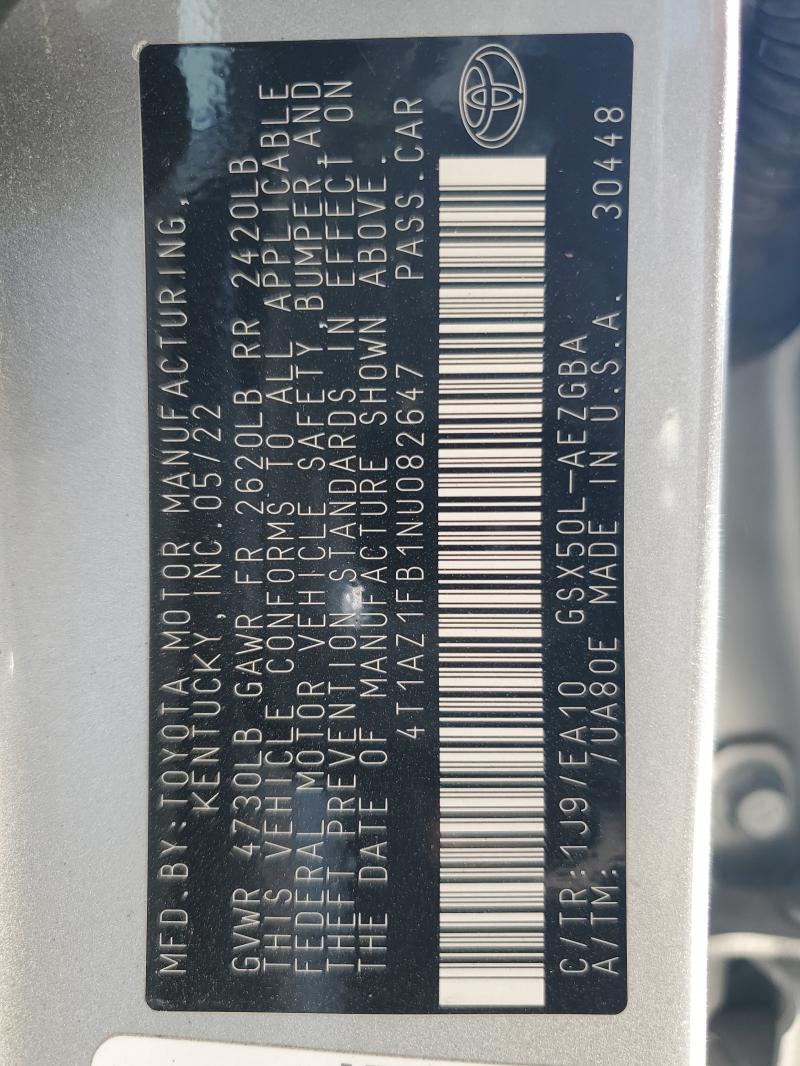 MFD.BY:TOYOTA MOTOR MANUFACTURING,
KENTUCKY,INC.05/22
GVWR 4730LB GAWR FR 2620LB RR 2420LB
THIS VEHICLE CONFORMS TO ALL APPLICABLE
FEDERAL MOTOR VEHICLE SAFETY,BUMPER,AND
THEFT PREVENTION STANDARDS IN EFFECT ON
THE DATE OF MANUFACTURE SHOWN ABOVE.
4T1AZ1FB1NU082647 PASS.CAR
C/TR:1J9/EA10 GSX50L-AEZGBA
A/TM: /UA80E MADE IN U.S.A. 30448